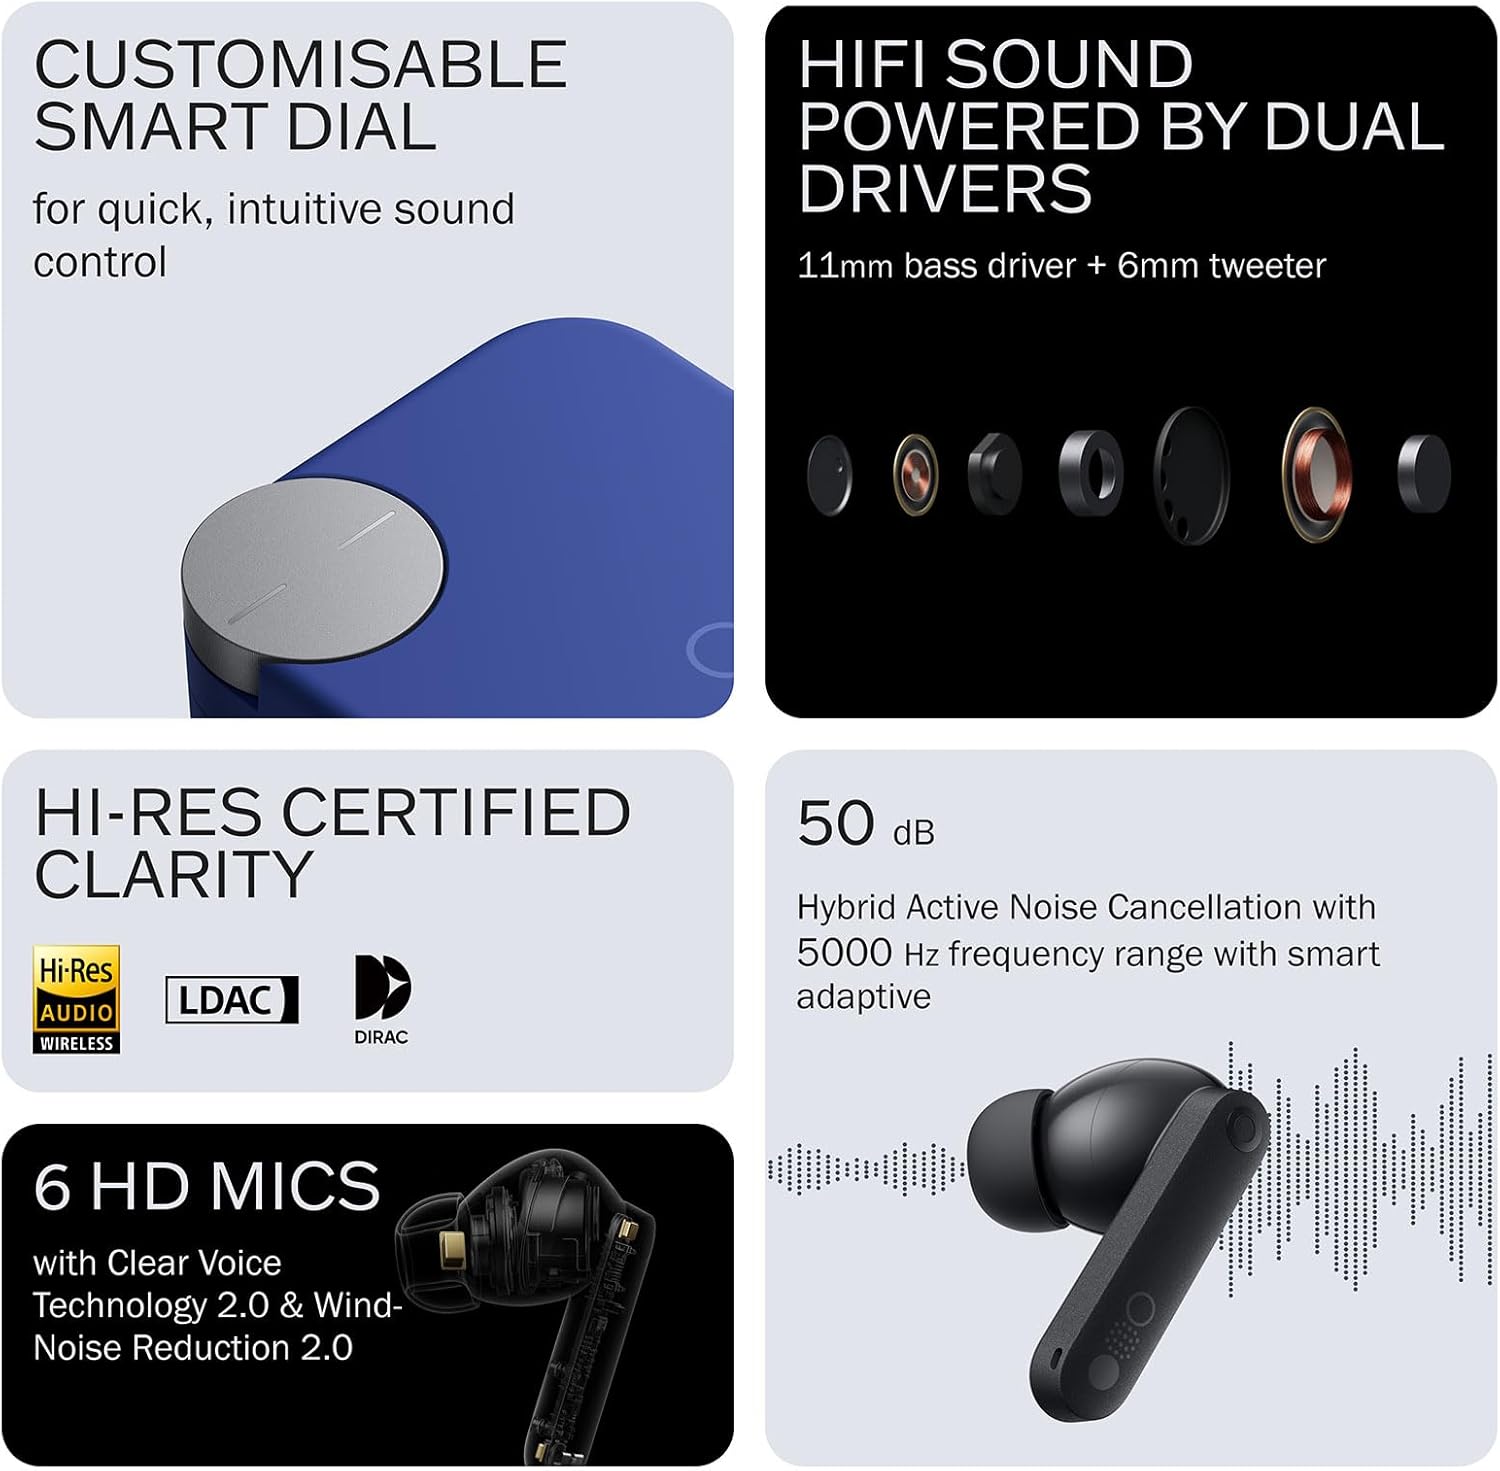 CUSTOMISABLE
SMART DIAL
for quick, intuitive sound
control
HIFI SOUND
POWERED BY DUAL
DRIVERS
11mm bass driver + 6mm tweeter
HI-RES CERTIFIED
CLARITY
Hi-Res
AUDIO
WIRELESS
LDAC
DIRAC
50 dB
Hybrid Active Noise Cancellation with
5000 Hz frequency range with smart
adaptive
6 HD MICS
with Clear Voice
Technology 2.0 & Wind-
Noise Reduction 2.0